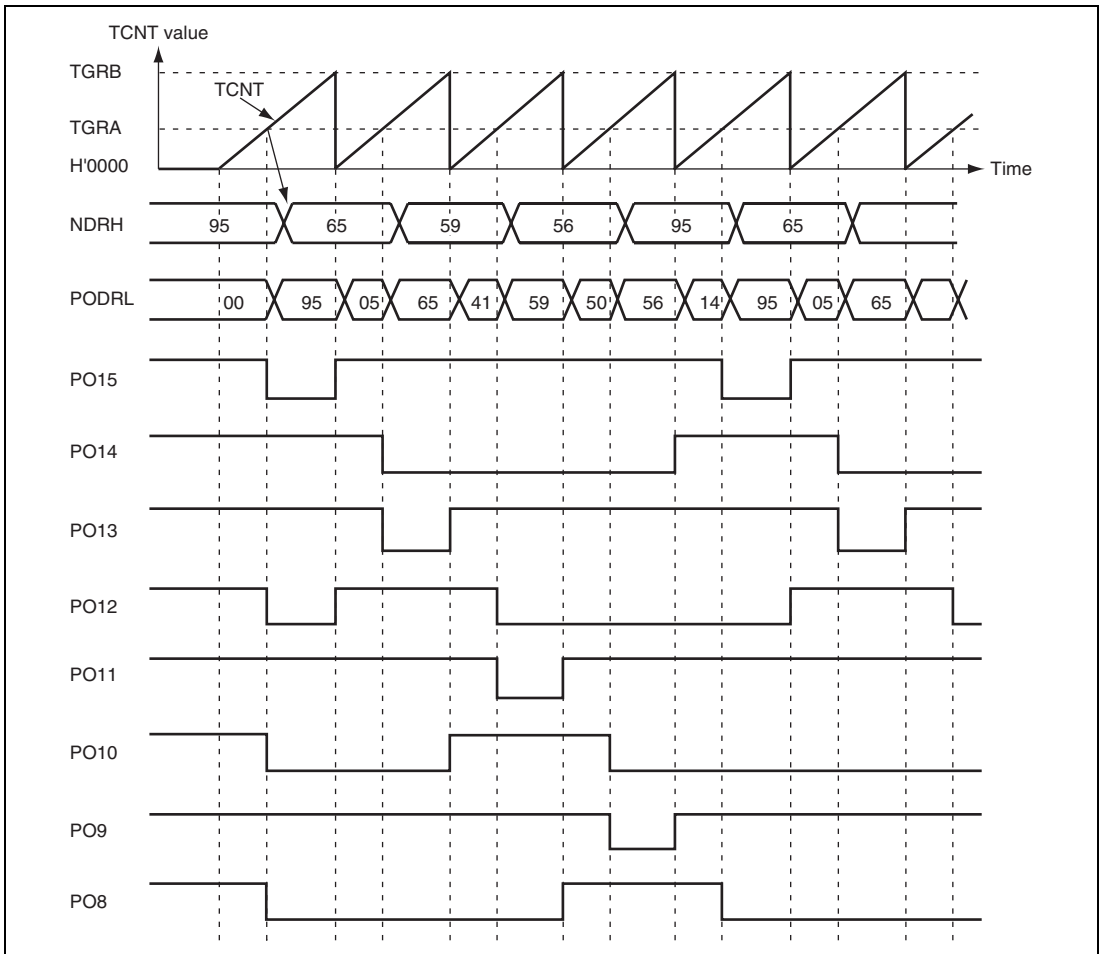 TCNT value
TGRB
TCNT
TGRA
H'0000
Time
NDRH 95 65 59 56 95 65
PODRL 00 95 05 65 41 59 50 56 14 95 05 65
PO15
PO14
PO13
PO12
PO11
PO10
PO9
PO8